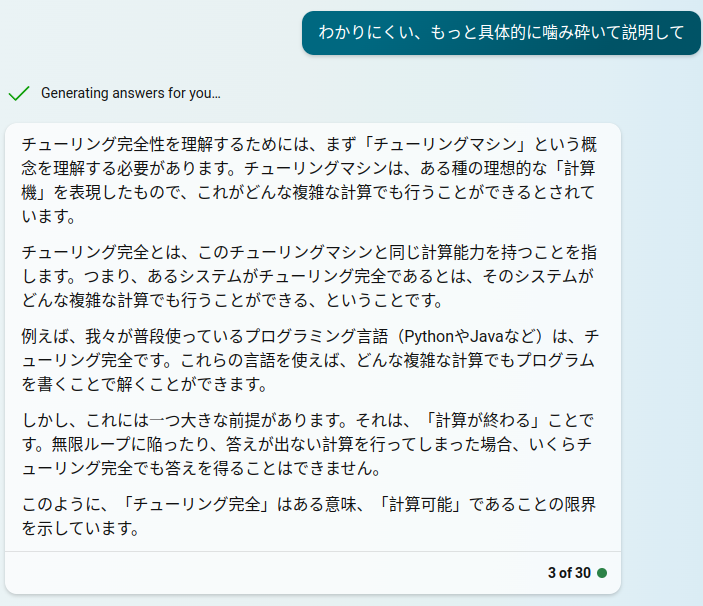 わかりにくい、もっと具体的に噛み砕いて説明して
Generating answers for you…
チューリング完全性を理解するためには、まず「チューリングマシン」という概
念を理解する必要があります。チューリングマシンは、ある種の理想的な「計算
機」を表現したもので、これがどんな複雑な計算でも行うことができるとされて
います。
チューリング完全とは、このチューリングマシンと同じ計算能力を持つことを指
します。つまり、あるシステムがチューリング完全であるとは、そのシステムが
どんな複雑な計算でも行うことができる、ということです。
例えば、我々が普段使っているプログラミング言語（PythonやJavaなど）は、チ
ューリング完全です。これらの言語を使えば、どんな複雑な計算でもプログラム
を書くことで解くことができます。
しかし、これには一つ大きな前提があります。それは、「計算が終わる」ことで
す。無限ループに陥ったり、答えが出ない計算を行ってしまった場合、いくらチ
ューリング完全でも答えを得ることはできません。
このように、「チューリング完全」はある意味、「計算可能」であることの限界
を示しています。
3 of 30